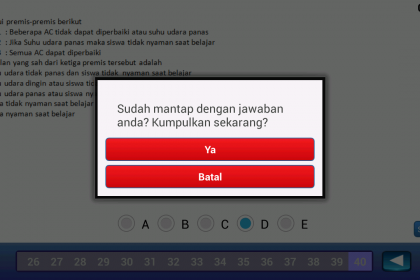 si premis-premis berikut
: Beberapa AC tidak dapat diperbaiki atau suhu udara panas
: Jika Suhu udara panas maka siswa tidak nyaman saat belajar
: Semua AC dapat diperbaiki
lan yang sah dari ketiga premis tersebut adalah
udara tidak panas dan siswa tidak nyaman saat belajar
udara dingin atau siswa
udara panas atau siswa
a tidak nyaman saat belajar
a nyaman saat belajar
Sudah mantap dengan jawaban
anda? Kumpulkan sekarang?
Ya
Batal
A B C D E
26 27 28 29 30 31 32 33 34 35 36 37 38 39 40